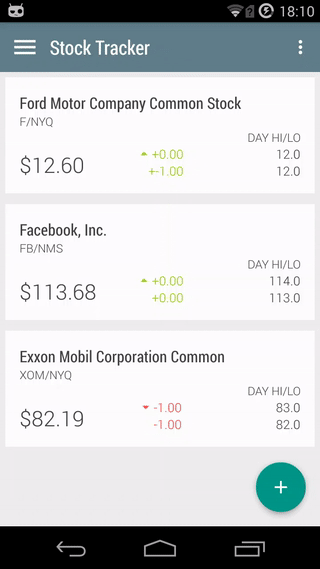 18:10
Stock Tracker
Ford Motor Company Common Stock
F/NYQ
DAY HI/LO
$12.60
+0.00
12.0
+-1.00
12.0
Facebook, Inc.
FB/NMS
DAY HI/LO
$113.68
+0.00
114.0
+0.00
113.0
Exxon Mobil Corporation Common
XOM/NYQ
DAY HI/LO
$82.19
-1.00
83.0
-1.00
82.0
+